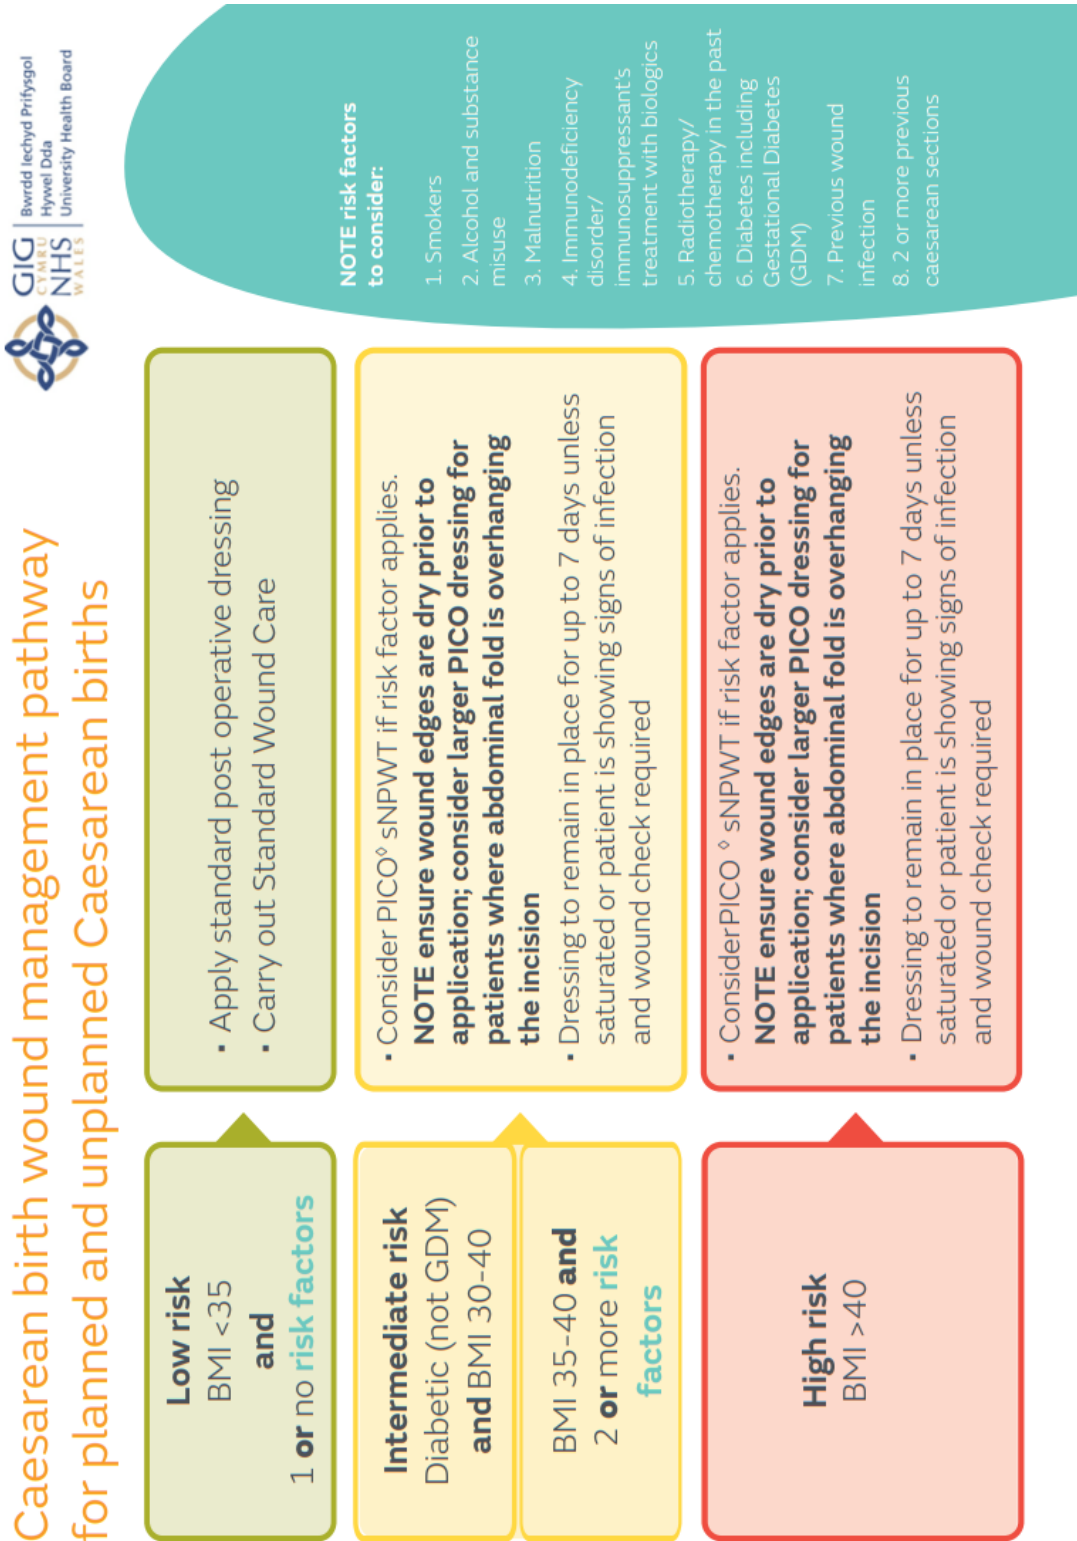 Caesarean birth wound management pathway
for planned and unplanned Caesarean births
GIG
CYMRU
NHS
WALES
Bwrdd Iechyd Prifysgol
Hywel Dda
University Health Board
Low risk
BMI <35
and
1 or no risk factors
• Apply standard post operative dressing
• Carry out Standard Wound Care
Intermediate risk
Diabetic (not GDM)
and BMI 30-40
BMI 35-40 and
2 or more risk
factors
• Consider PICO◊ sNPWT if risk factor applies.
NOTE ensure wound edges are dry prior to
application; consider larger PICO dressing for
patients where abdominal fold is overhanging
the incision
• Dressing to remain in place for up to 7 days unless
saturated or patient is showing signs of infection
and wound check required
High risk
BMI >40
• ConsiderPICO ◊ sNPWT if risk factor applies.
NOTE ensure wound edges are dry prior to
application; consider larger PICO dressing for
patients where abdominal fold is overhanging
the incision
• Dressing to remain in place for up to 7 days unless
saturated or patient is showing signs of infection
and wound check required
NOTE risk factors
to consider:
1. Smokers
2. Alcohol and substance
misuse
3. Malnutrition
4. Immunodeficiency
disorder/
immunosuppressant's
treatment with biologics
5. Radiotherapy/
chemotherapy in the past
6. Diabetes including
Gestational Diabetes
(GDM)
7. Previous wound
infection
8. 2 or more previous
caesarean sections